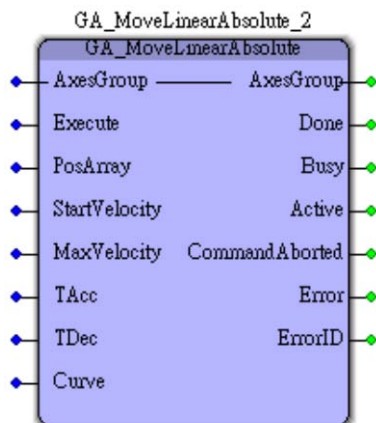 GA_MoveLinearAbsolute_2
GA_MoveLinearAbsolute
AxesGroup AxesGroup
Execute Done
PosArray Busy
StartVelocity Active
MaxVelocity CommandAborted
TAcc Error
TDec ErrorID
Curve